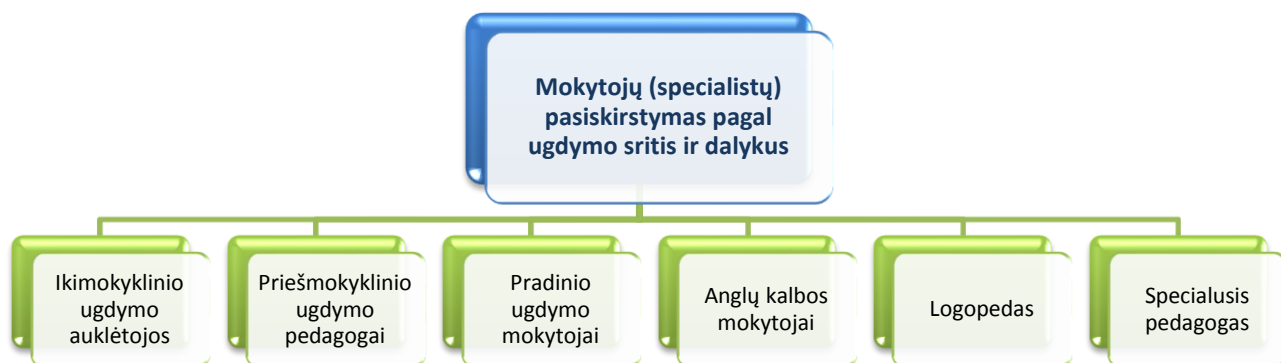 Mokytojų (specialistų)
pasiskirstymas pagal
ugdymo sritis ir dalykus
Ikimokyklinio
ugdymo
auklėtojos
Priešmokyklinio
ugdymo
pedagogai
Pradinio
ugdymo
mokytojai
Anglų kalbos
mokytojai
Logopedas
Specialusis
pedagogas